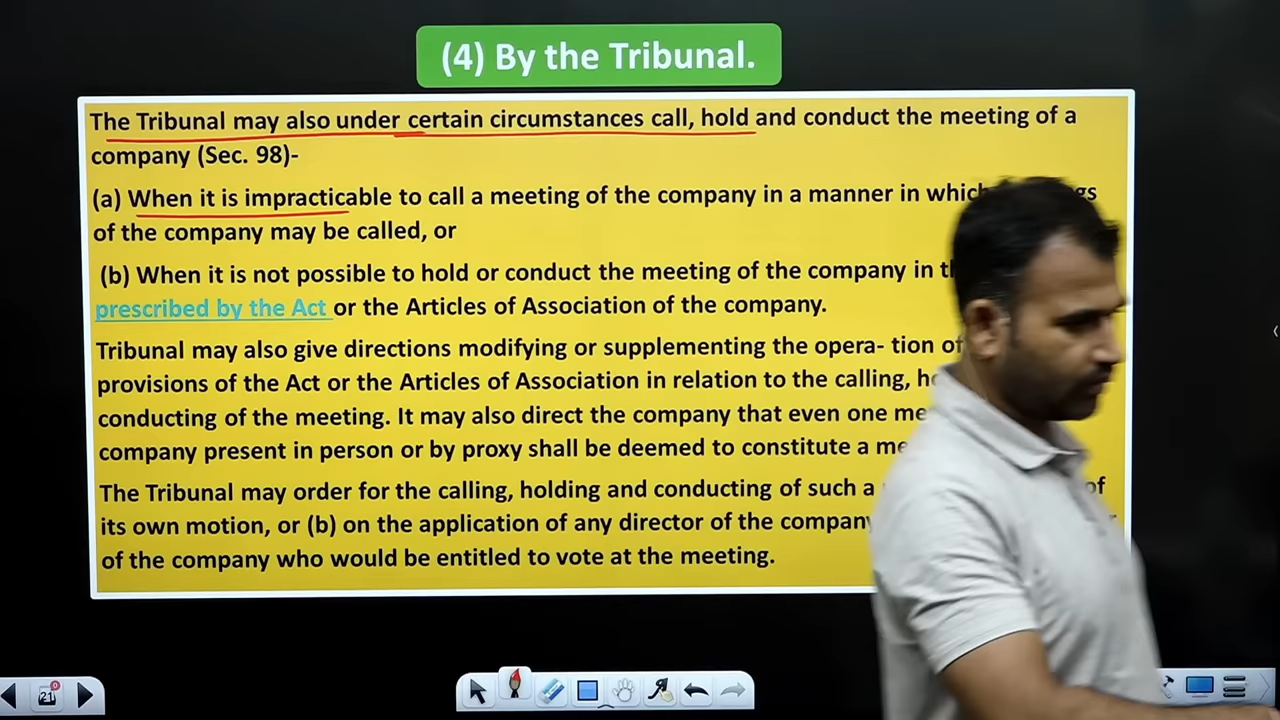 (4) By the Tribunal.
The Tribunal may also under certain circumstances call, hold and conduct the meeting of a
company (Sec. 98)-
(a) When it is impracticable to call a meeting of the company in a manner in which
of the company may be called, or
(b) When it is not possible to hold or conduct the meeting of the company in
prescribed by the Act or the Articles of Association of the company.
Tribunal may also give directions modifying or supplementing the opera- tion of
provisions of the Act or the Articles of Association in relation to the calling,
conducting of the meeting. It may also direct the company that even one
company present in person or by proxy shall be deemed to constitute a
The Tribunal may order for the calling, holding and conducting of such a of
its own motion, or (b) on the application of any director of the company
of the company who would be entitled to vote at the meeting.
21